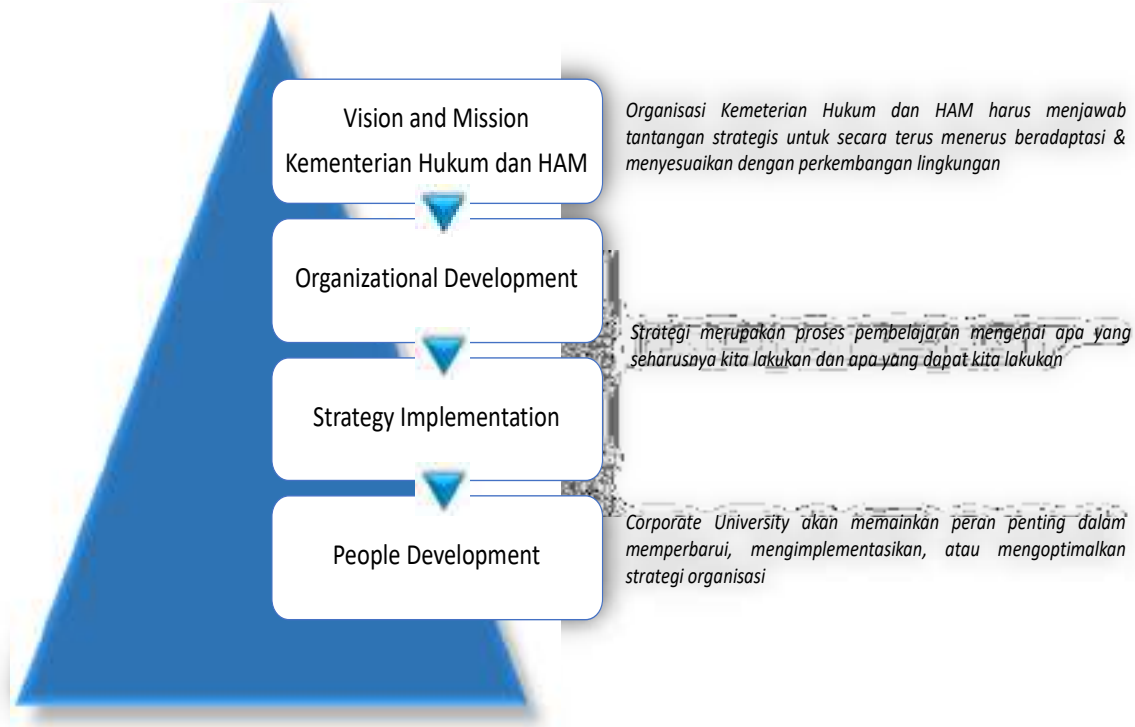 Vision and Mission
Kementerian Hukum dan HAM
Organisasi Kemeterian Hukum dan HAM harus menjawab
tantangan strategis untuk secara terus menerus beradaptasi &
menyesuaikan dengan perkembangan lingkungan
Organizational Development
Strategi merupakan proses pembelajaran mengenai apa yang
seharusnya kita lakukan dan apa yang dapat kita lakukan
Strategy Implementation
People Development
Corporate University akan memainkan peran penting dalam
memperbarui, mengimplementasikan, atau mengoptimalkan
strategi organisasi